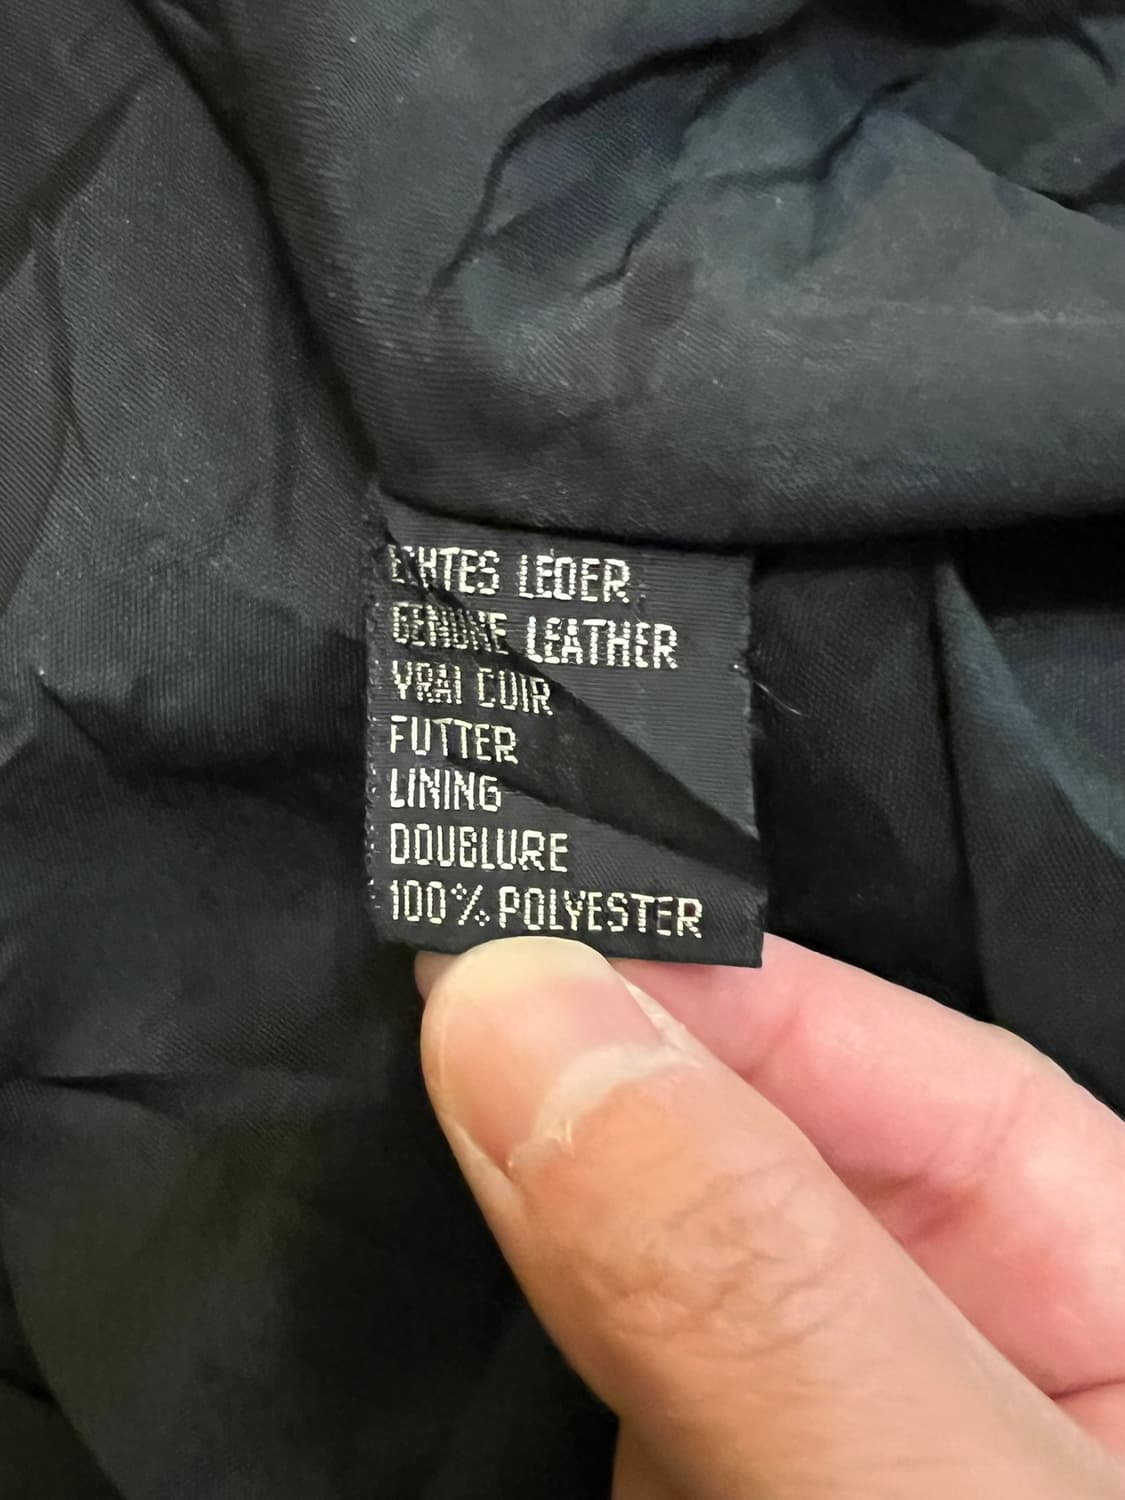 ECHTES LEDER
GENUINE LEATHER
VRAI CUIR
FUTTER
LINING
DOUBLURE
100% POLYESTER